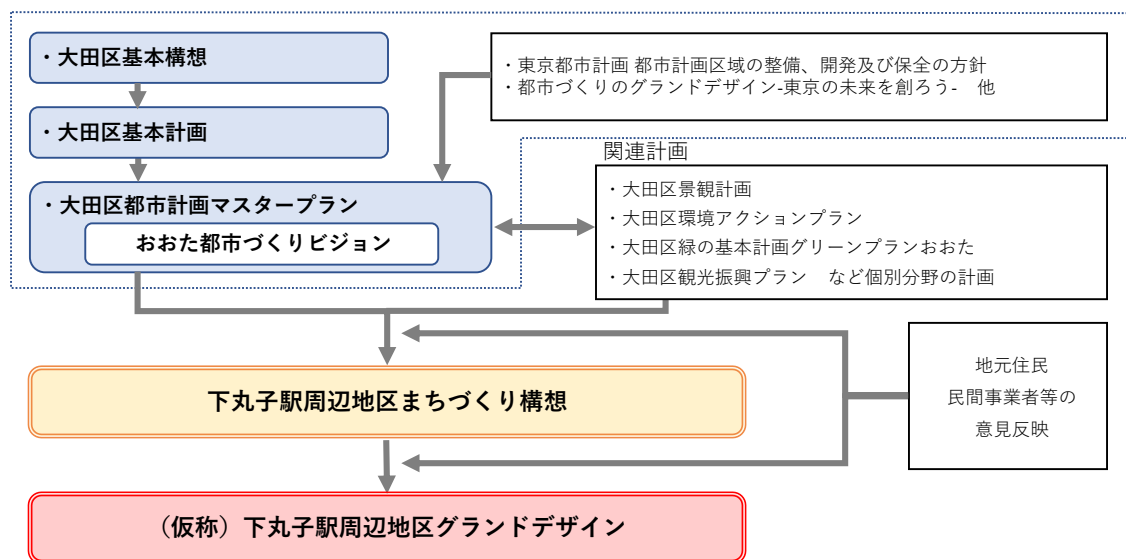 ・大田区基本構想
・東京都市計画 都市計画区域の整備、開発及び保全の方針
・都市づくりのグランドデザイン-東京の未来を創ろう-　他
・大田区基本計画
関連計画
・大田区都市計画マスタープラン
おおた都市づくりビジョン
・大田区景観計画
・大田区環境アクションプラン
・大田区緑の基本計画グリーンプランおおた
・大田区観光振興プラン　など個別分野の計画
地元住民
民間事業者等の
意見反映
下丸子駅周辺地区まちづくり構想
（仮称）下丸子駅周辺地区グランドデザイン